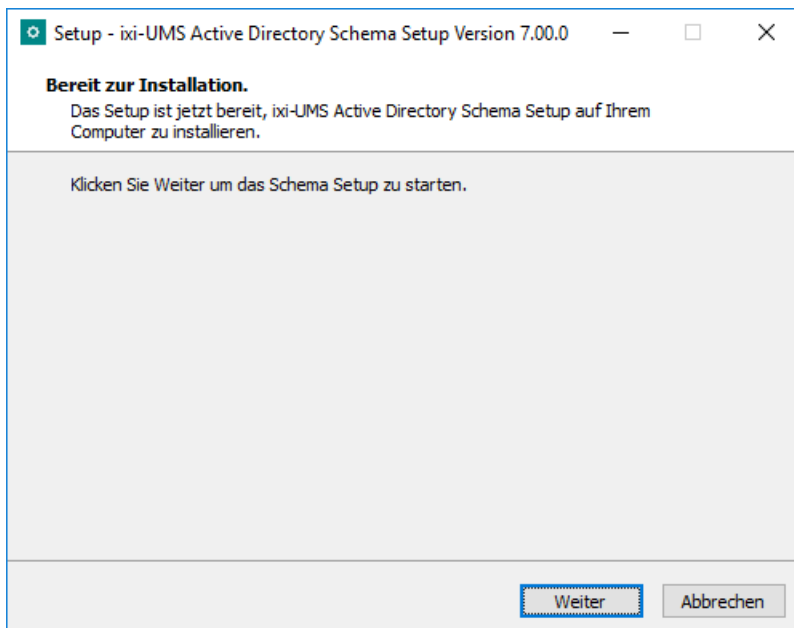 Setup - ixi-UMS Active Directory Schema Setup Version 7.00.0
Bereit zur Installation.
Das Setup ist jetzt bereit, ixi-UMS Active Directory Schema Setup auf Ihrem
Computer zu installieren.
Klicken Sie Weiter um das Schema Setup zu starten.
Weiter
Abbrechen